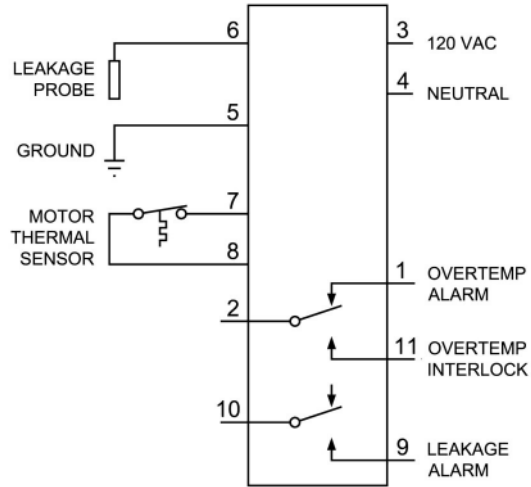 6
3
120 VAC
LEAKAGE
PROBE
4
NEUTRAL
5
GROUND
7
MOTOR
THERMAL
SENSOR
8
1
OVERTEMP
ALARM
2
11
OVERTEMP
INTERLOCK
10
9
LEAKAGE
ALARM